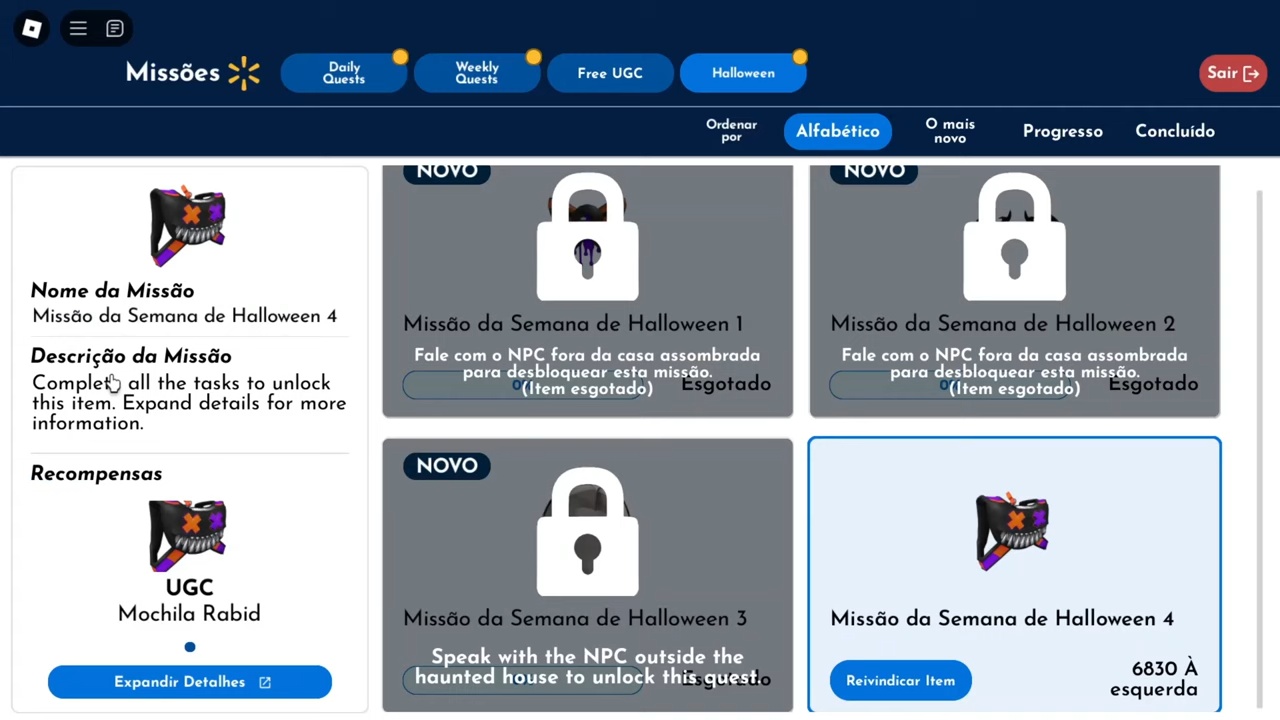 Missões
Daily
Quests
Weekly
Quests
Free UGC
Halloween
Sair
Ordenar
por
Alfabético
O mais
novo
Progresso
Concluído
Nome da Missão
Missão da Semana de Halloween 4
Descrição da Missão
Complete all the tasks to unlock
this item. Expand details for more
information.
Recompensas
UGC
Mochila Rabid
Expandir Detalhes
NOVO
Missão da Semana de Halloween 1
Fale com o NPC fora da casa assombrada
para desbloquear esta missão.
(Item esgotado)
Esgotado
NOVO
Missão da Semana de Halloween 2
Fale com o NPC fora da casa assombrada
para desbloquear esta missão.
(Item esgotado)
Esgotado
NOVO
Missão da Semana de Halloween 3
Speak with the NPC outside the
haunted house to unlock this quest.
Esgotado
Missão da Semana de Halloween 4
Reivindicar Item
6830 À
esquerda